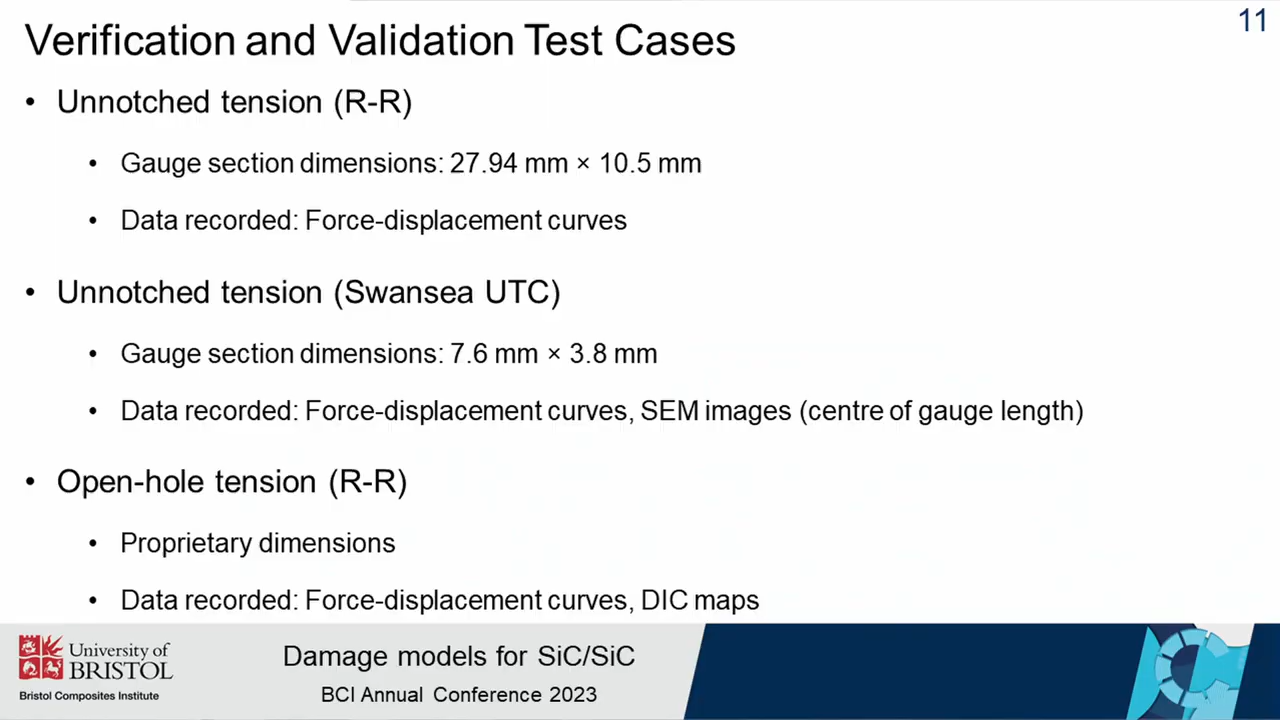 11
Verification and Validation Test Cases
• Unnotched tension (R-R)
• Gauge section dimensions: 27.94 mm × 10.5 mm
• Data recorded: Force-displacement curves
• Unnotched tension (Swansea UTC)
• Gauge section dimensions: 7.6 mm × 3.8 mm
• Data recorded: Force-displacement curves, SEM images (centre of gauge length)
• Open-hole tension (R-R)
• Proprietary dimensions
• Data recorded: Force-displacement curves, DIC maps
University of
BRISTOL
Bristol Composites Institute
Damage models for SiC/SiC
BCI Annual Conference 2023